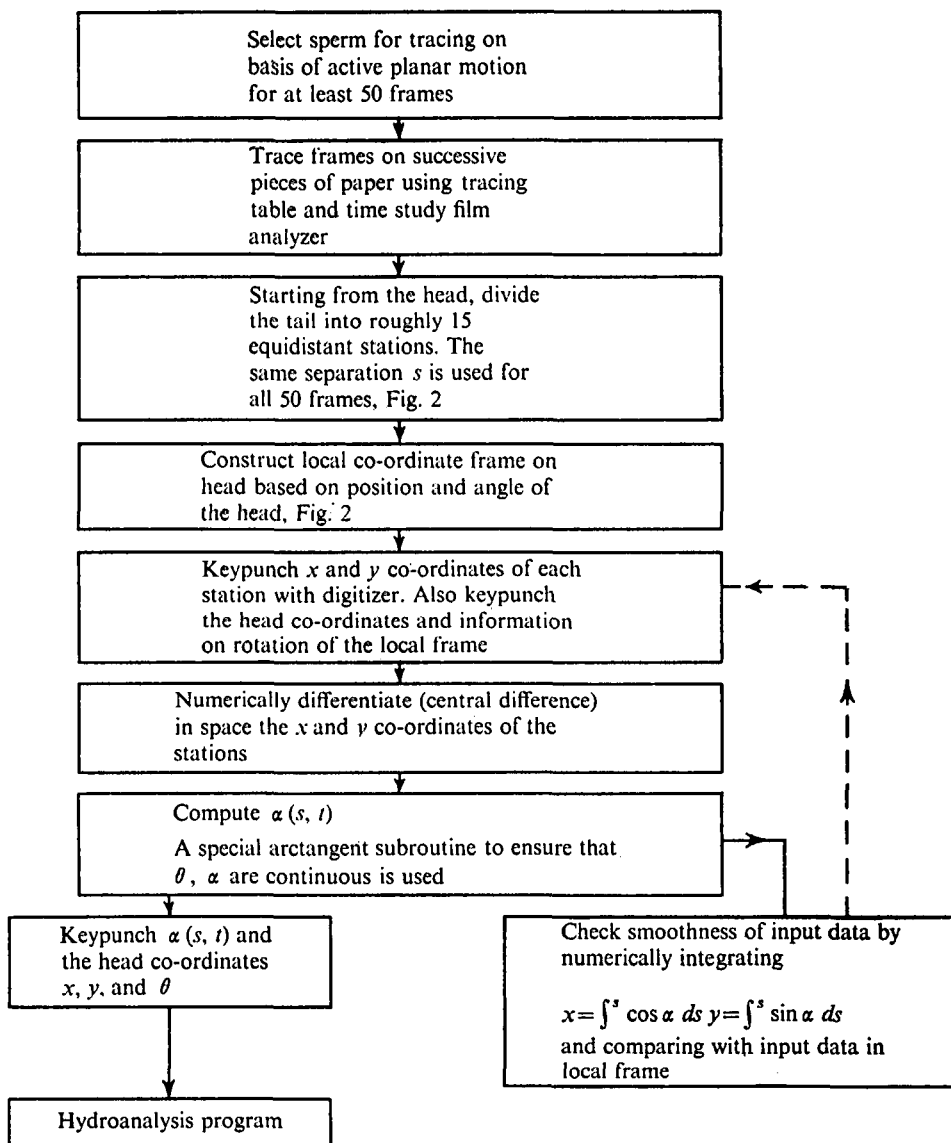 Select sperm for tracing on
basis of active planar motion
for at least 50 frames
Trace frames on successive
pieces of paper using tracing
table and time study film
analyzer
Starting from the head, divide
the tail into roughly 15
equidistant stations. The
same separation s is used for
all 50 frames, Fig. 2
Construct local co-ordinate frame on
head based on position and angle of
the head, Fig. 2
Keypunch x and y co-ordinates of each
station with digitizer. Also keypunch
the head co-ordinates and information
on rotation of the local frame
Numerically differentiate (central difference)
in space the x and y co-ordinates of the
stations
Compute α (s, t)
A special arctangent subroutine to ensure that
θ, α are continuous is used
Keypunch α (s, t) and
the head co-ordinates
x, y, and θ
Check smoothness of input data by
numerically integrating
x=∫ˢ cos α ds y=∫ˢ sin α ds
and comparing with input data in
local frame
Hydroanalysis program